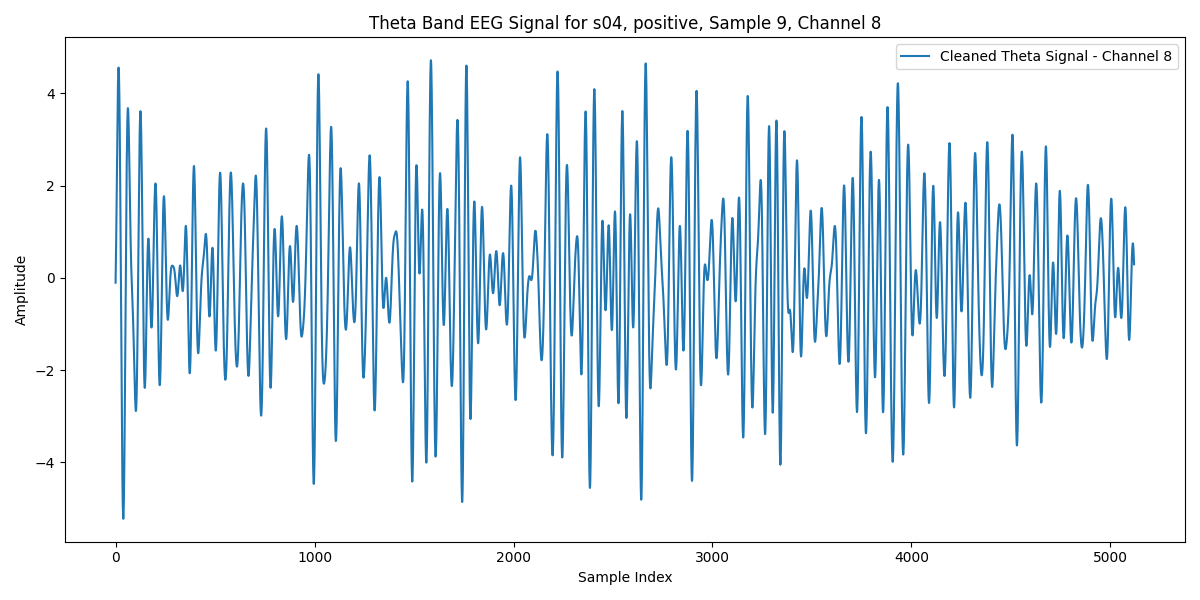 Theta Band EEG Signal for s04, positive, Sample 9, Channel 8
Cleaned Theta Signal - Channel 8
4
2
0
−2
−4
Amplitude
0 1000 2000 3000 4000 5000
Sample Index